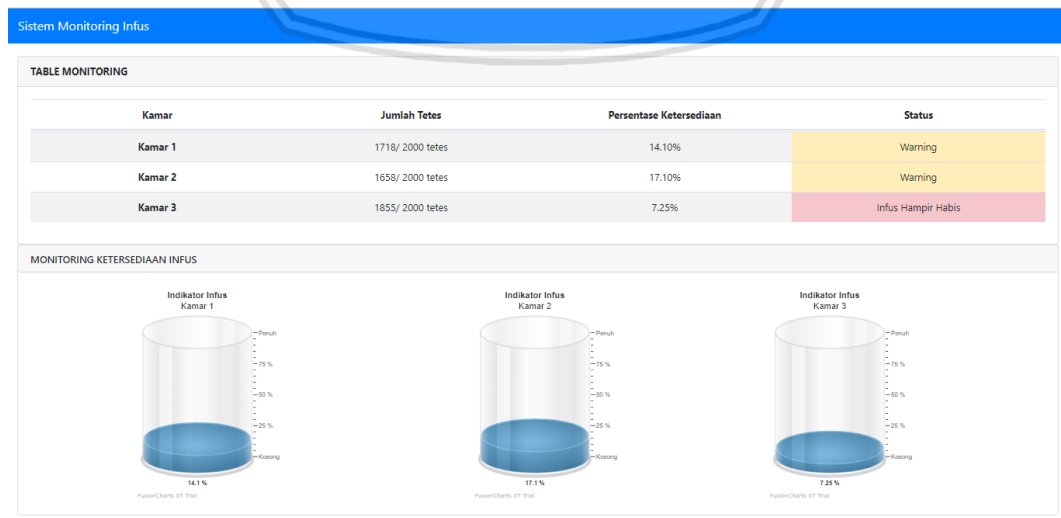 Sistem Monitoring Infus
TABLE MONITORING
Kamar Jumlah Tetes Persentase Ketersediaan Status
Kamar 1 1718/ 2000 tetes 14.10% Warning
Kamar 2 1658/ 2000 tetes 17.10% Warning
Kamar 3 1855/ 2000 tetes 7.25% Infus Hampir Habis
MONITORING KETERSEDIAAN INFUS
Indikator Infus
Kamar 1
Penuh
75 %
50 %
25 %
Kosong
14.1 %
FusionCharts XT Trial
Indikator Infus
Kamar 2
Penuh
75 %
50 %
25 %
Kosong
17.1 %
FusionCharts XT Trial
Indikator Infus
Kamar 3
Penuh
75 %
50 %
25 %
Kosong
7.25 %
FusionCharts XT Trial